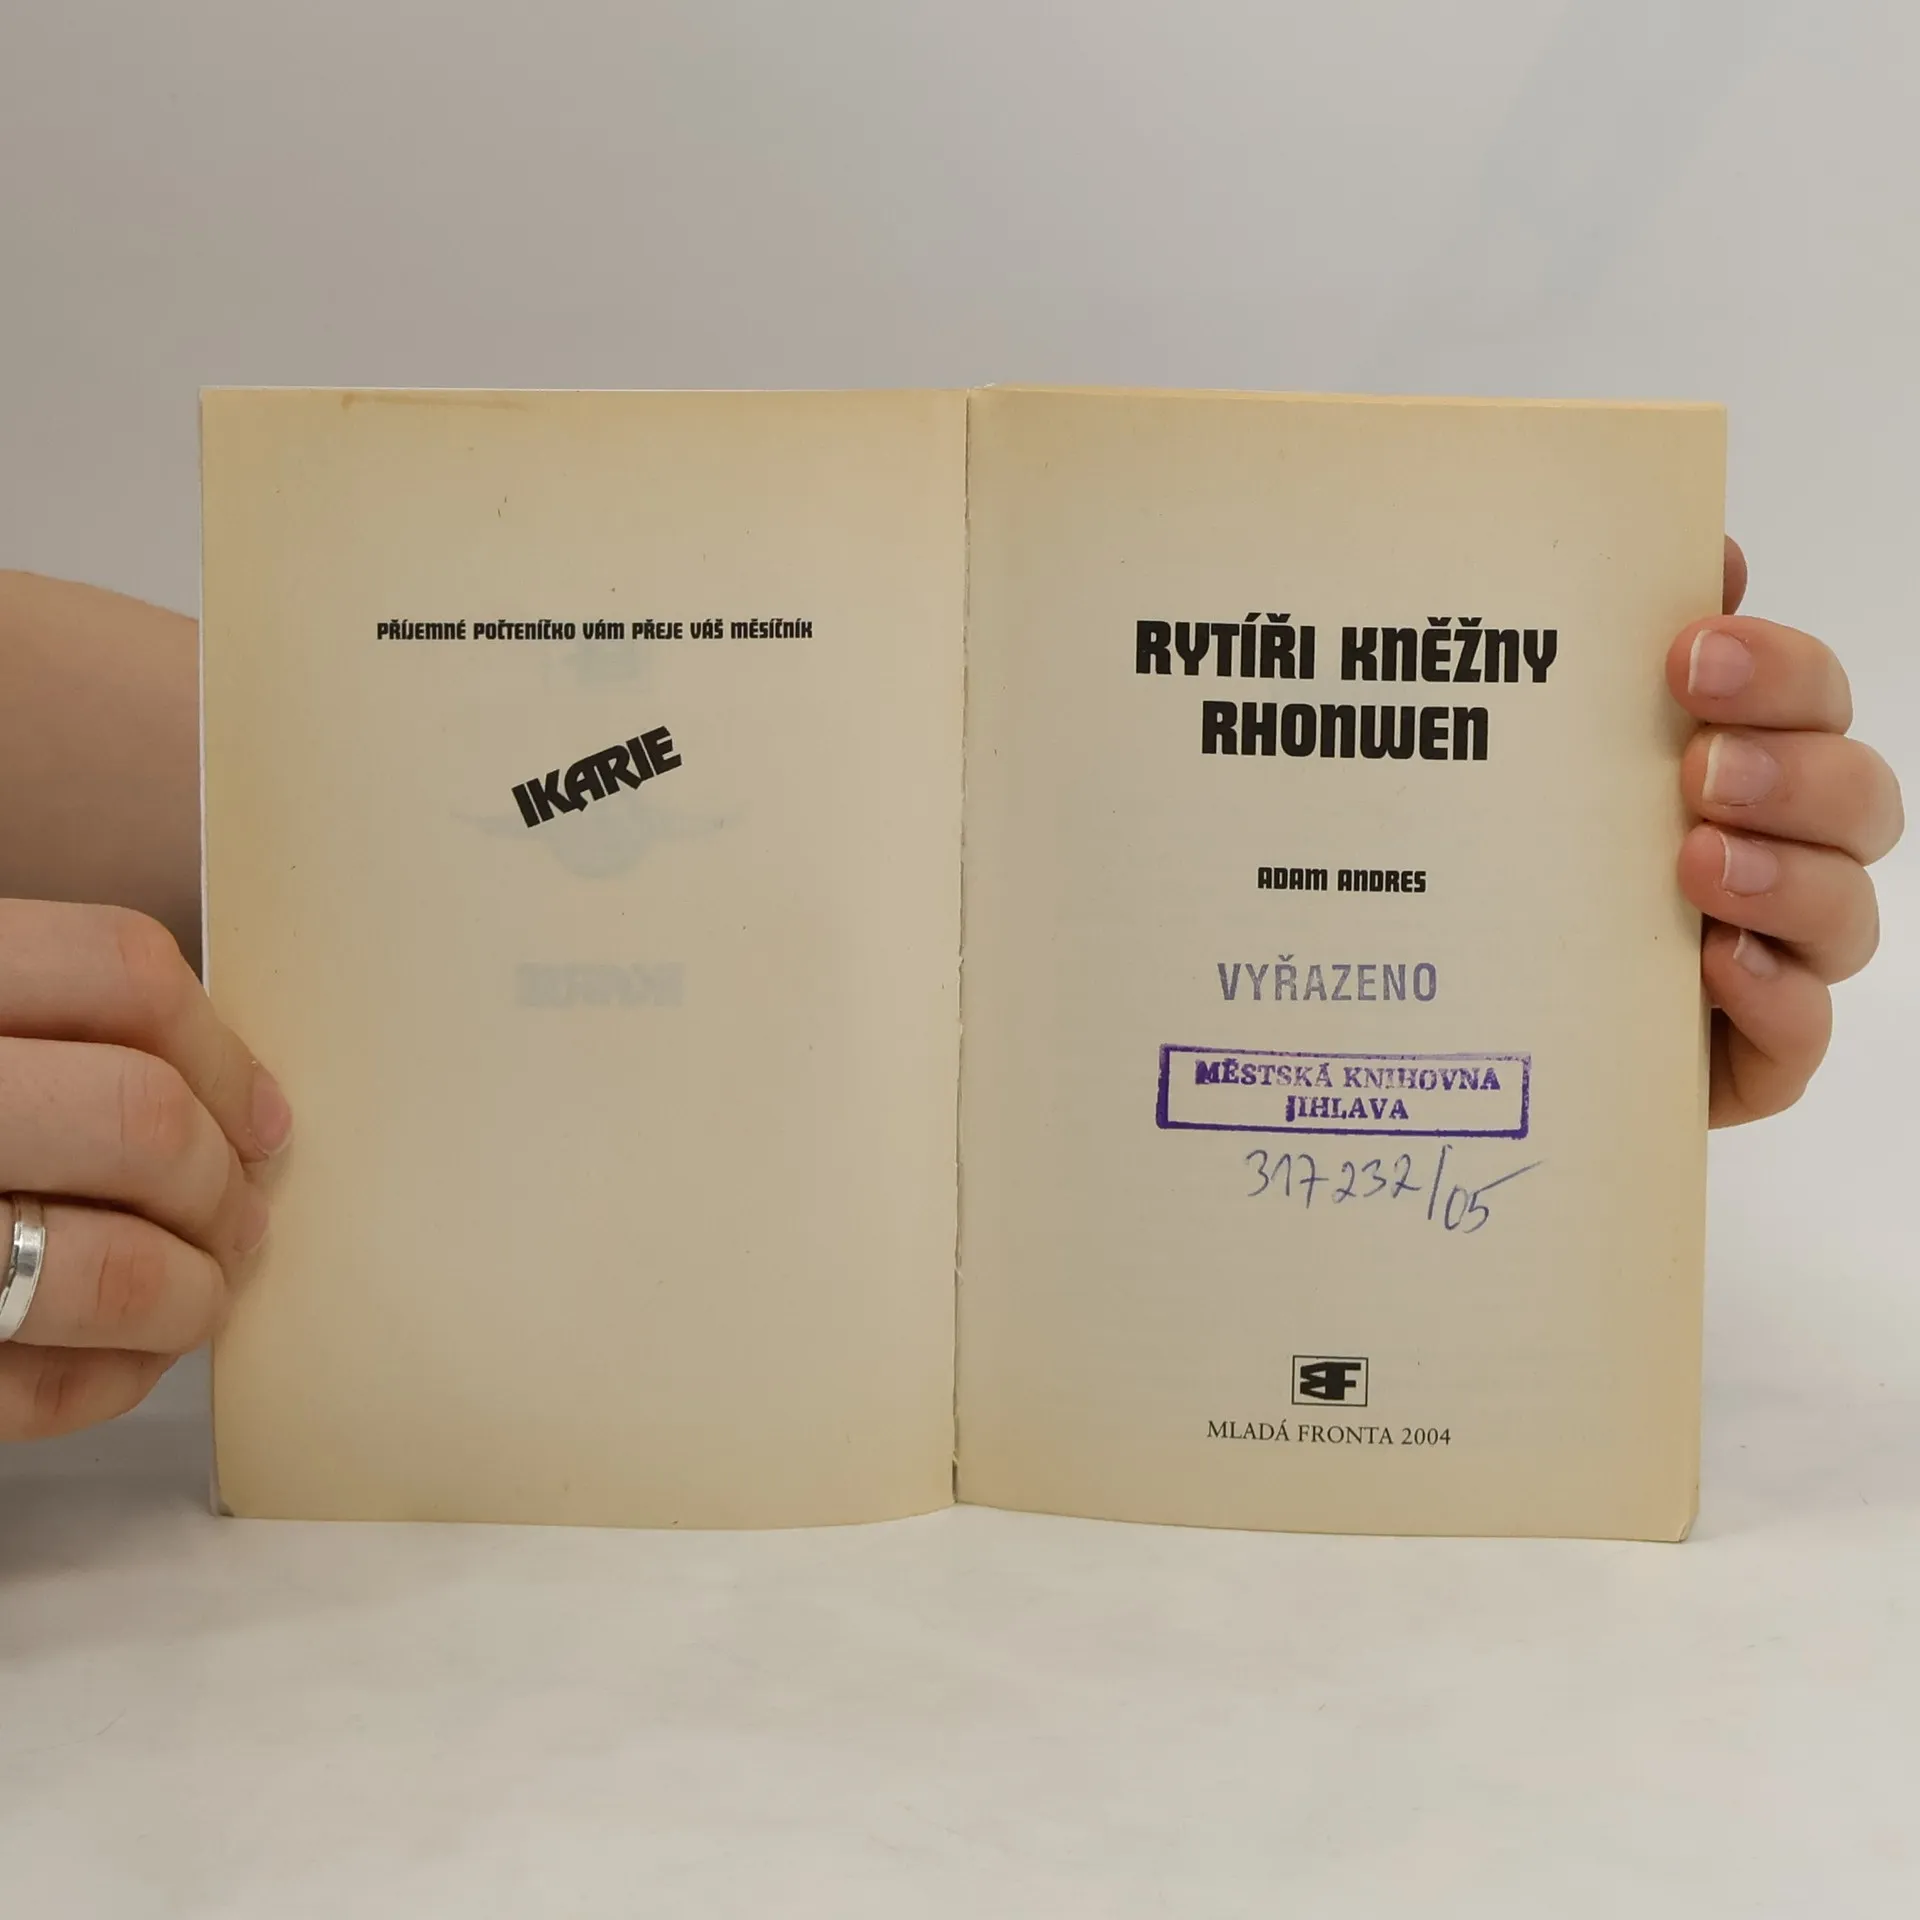 PŘÍJEMNÉ POČTENÍČKO VÁM PŘEJE VÁŠ MĚSÍČNÍK
IKARIE
RYTÍŘI KNĚŽNY
RHONWEN
ADAM ANDRES
VYŘAZENO
MĚSTSKÁ KNIHOVNA
JIHLAVA
317232/05
MF
MLADÁ FRONTA 2004